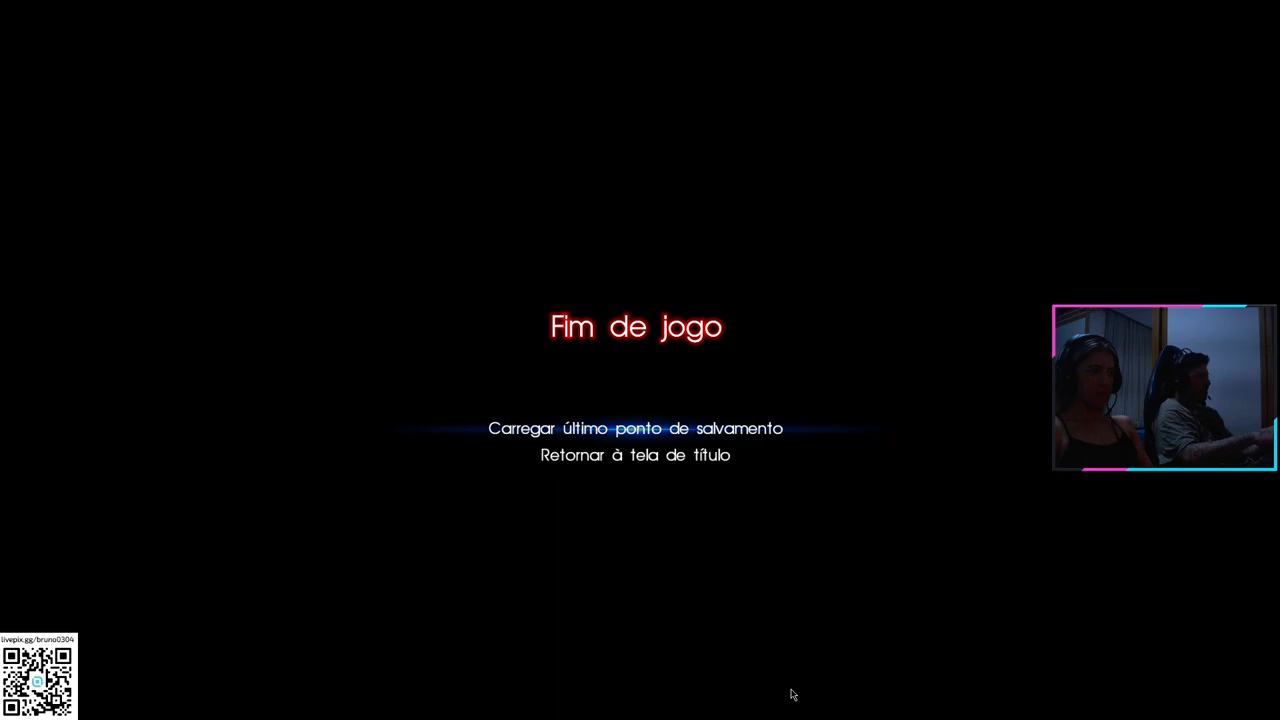 Fim de jogo
Carregar último ponto de salvamento
Retornar à tela de título
livepix.gg/bruno0304